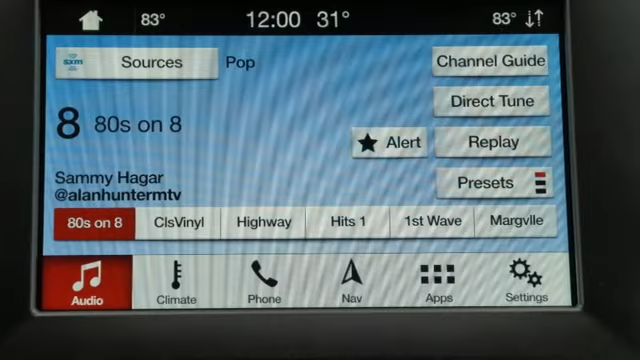 83° 12:00 31° 83°
sxm Sources Pop Channel Guide
Direct Tune
8 80s on 8
Alert Replay
Sammy Hagar
Presets
@alanhuntermtv
80s on 8 ClsVinyl Highway Hits 1 1st Wave Margvlle
Audio Climate Phone Nav Apps Settings